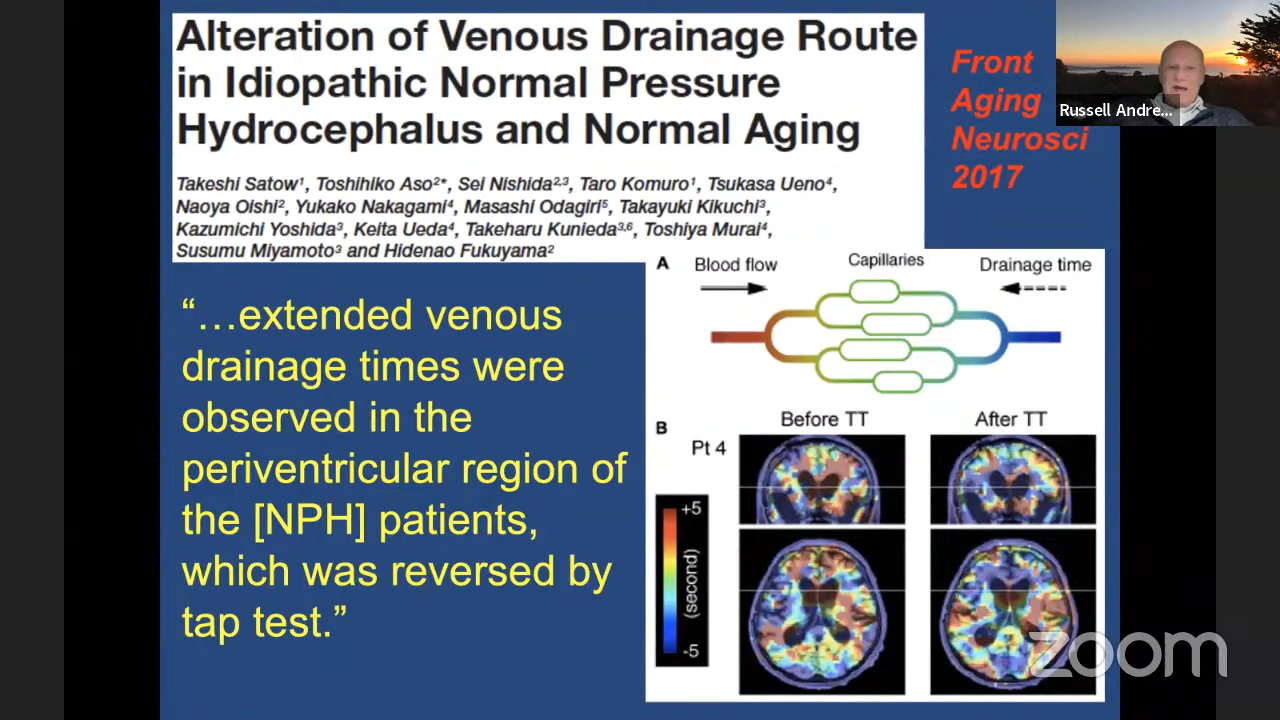 Alteration of Venous Drainage Route
in Idiopathic Normal Pressure
Hydrocephalus and Normal Aging
Takeshi Satow¹, Toshihiko Aso²*, Sei Nishida²,³, Taro Komuro¹, Tsukasa Ueno⁴,
Naoya Oishi², Yukako Nakagami⁴, Masashi Odagiri⁵, Takayuki Kikuchi³,
Kazumichi Yoshida³, Keita Ueda⁴, Takeharu Kunieda³,⁶, Toshiya Murai⁴,
Susumu Miyamoto³ and Hidenao Fukuyama²
Front
Aging
Neurosci
2017
Russell Andre...
“…extended venous
drainage times were
observed in the
periventricular region of
the [NPH] patients,
which was reversed by
tap test.”
A
Blood flow
Capillaries
Drainage time
B
Before TT
After TT
Pt 4
+5
(second)
-5
zoom